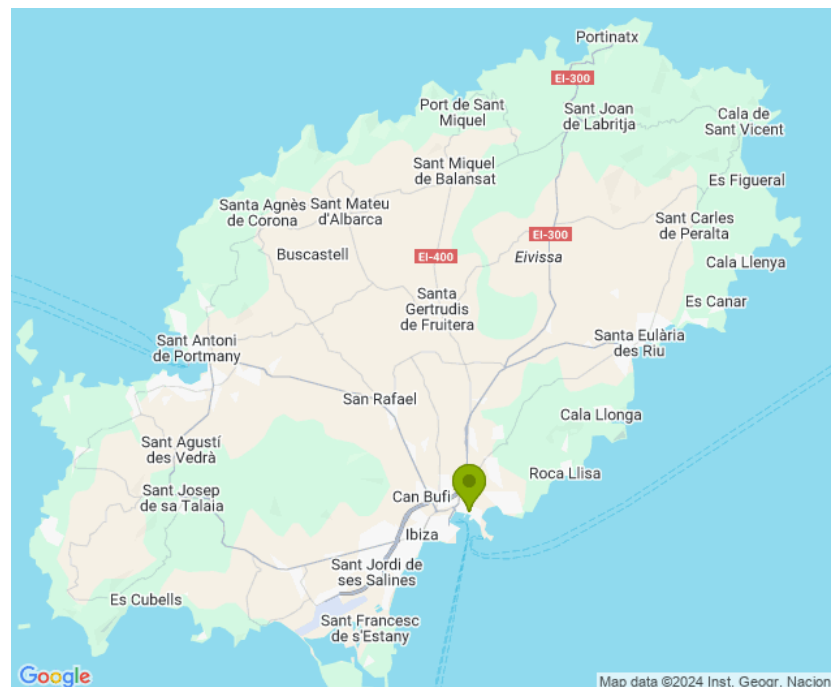 Portinatx
EI-300
Port de Sant
Miquel
Sant Joan
de Labritja
Cala de
Sant Vicent
Sant Miquel
de Balansat
Es Figueral
Santa Agnès
de Corona
Sant Mateu
d'Albarca
Sant Carles
de Peralta
EI-300
Buscastell
EI-400
Eivissa
Cala Llenya
Santa
Gertrudis
de Fruitera
Es Canar
Sant Antoni
de Portmany
Santa Eulària
des Riu
San Rafael
Cala Llonga
Sant Agustí
des Vedrà
Roca Llisa
Sant Josep
de sa Talaia
Can Bufí
Ibiza
Sant Jordi de
ses Salines
Es Cubells
Sant Francesc
de s'Estany
Google
Map data ©2024 Inst. Geogr. Nacion